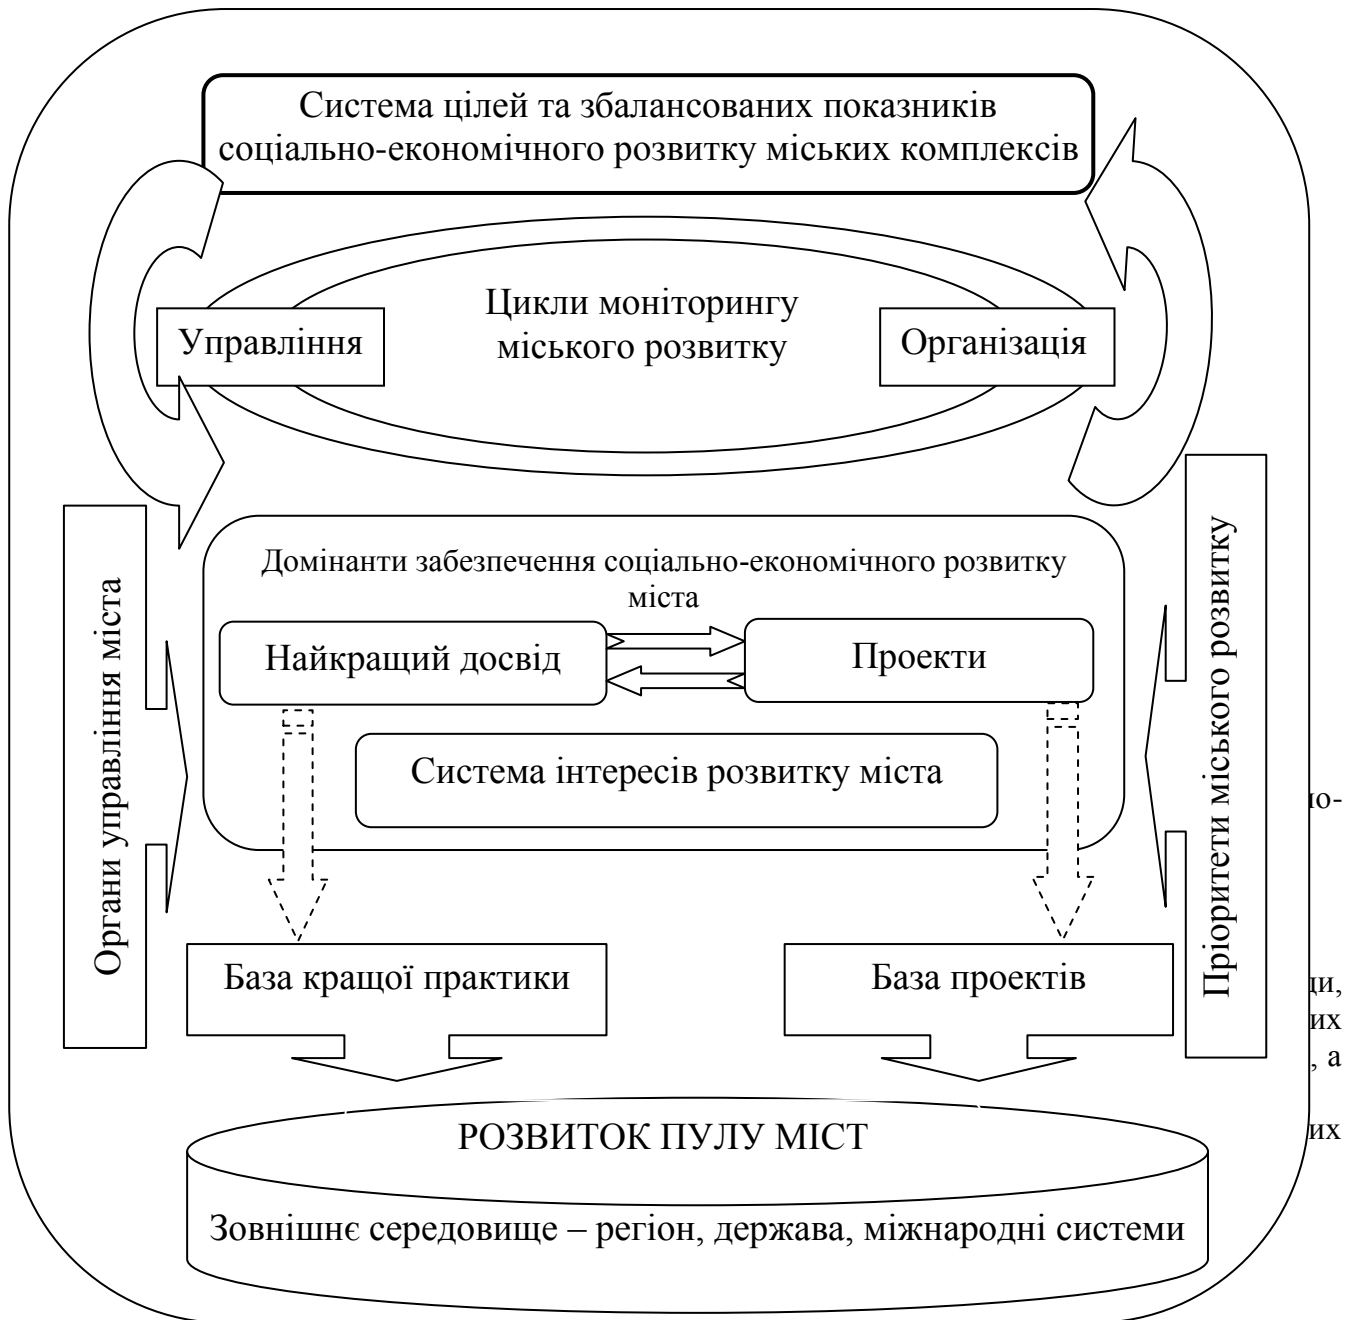 Система цілей та збалансованих показників
соціально-економічного розвитку міських комплексів
Цикли моніторингу
міського розвитку
Управління
Організація
Домінанти забезпечення соціально-економічного розвитку
міста
Найкращий досвід
Проекти
Система інтересів розвитку міста
Органи управління міста
Пріоритети міського розвитку
База кращої практики
База проектів
РОЗВИТОК ПУЛУ МІСТ
Зовнішнє середовище – регіон, держава, міжнародні системи
их
, а
их